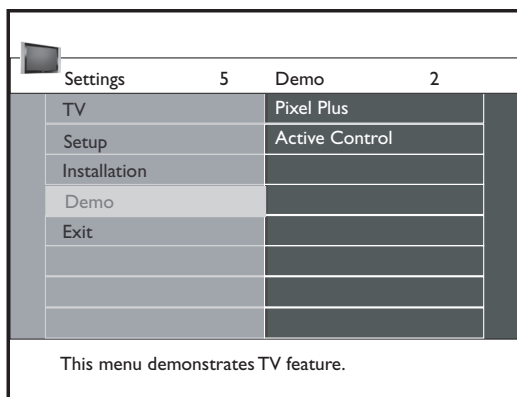 Settings 5 Demo 2
TV Pixel Plus
Setup Active Control
Installation
Demo
Exit
This menu demonstrates TV feature.